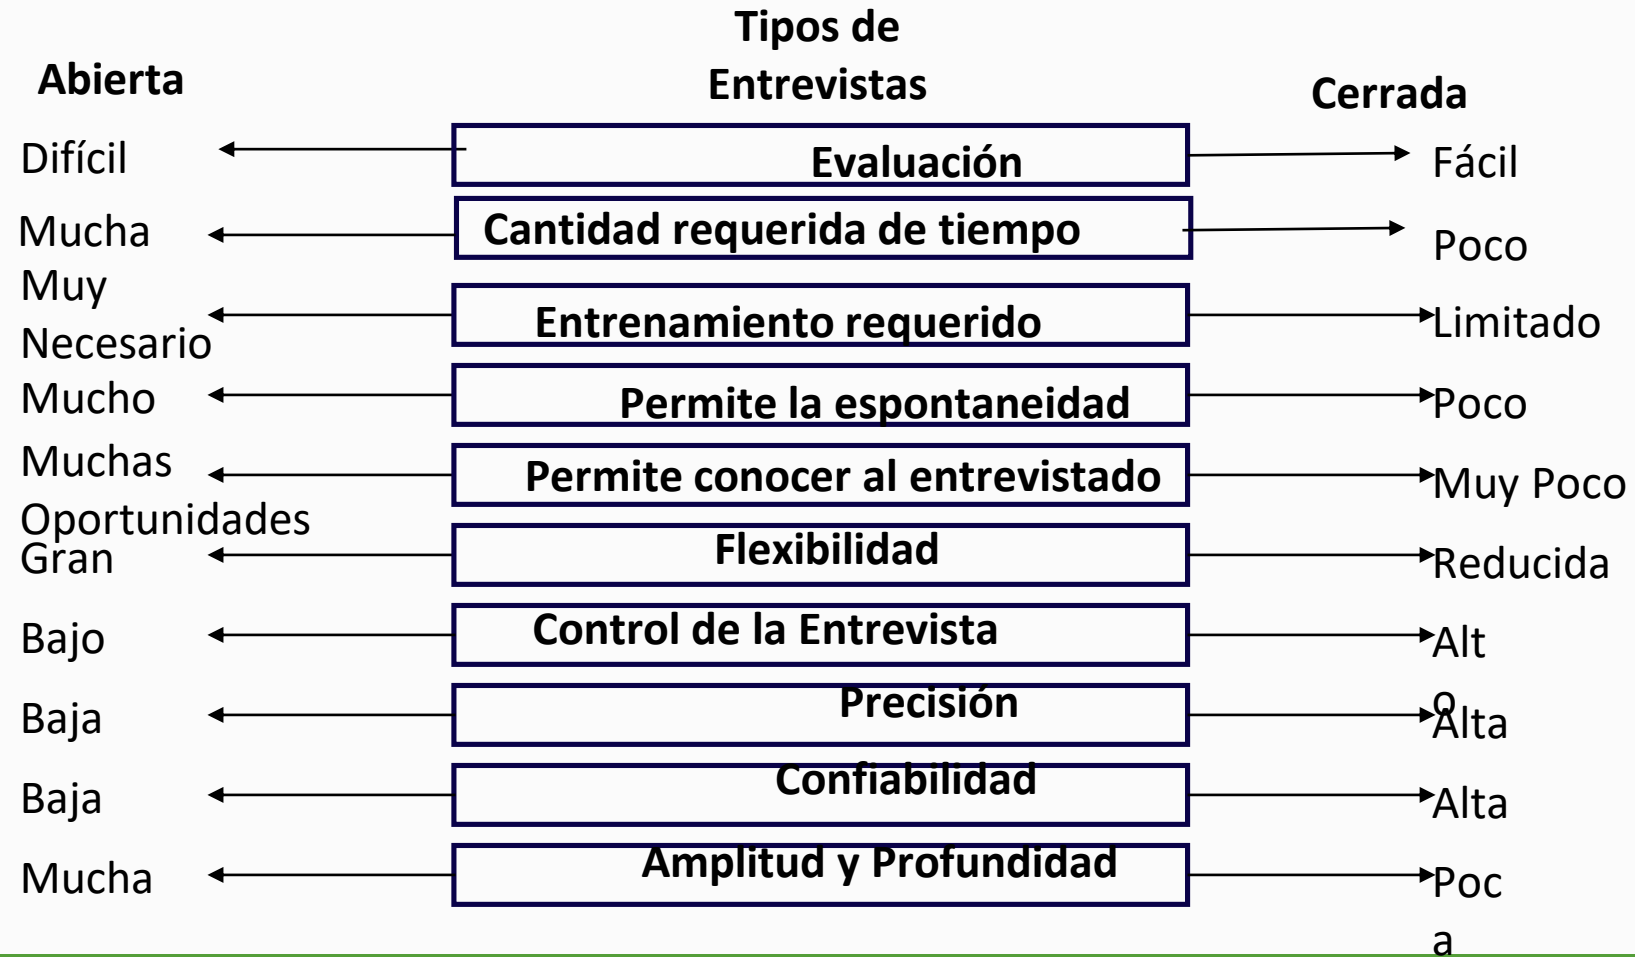 Tipos de
Entrevistas
Abierta
Cerrada
Difícil
Evaluación
Fácil
Mucha
Cantidad requerida de tiempo
Poco
Muy
Necesario
Entrenamiento requerido
Limitado
Mucho
Permite la espontaneidad
Poco
Muchas
Oportunidades
Permite conocer al entrevistado
Muy Poco
Gran
Flexibilidad
Reducida
Bajo
Control de la Entrevista
Alt
o
Baja
Precisión
Alta
Baja
Confiabilidad
Alta
Mucha
Amplitud y Profundidad
Poc
a